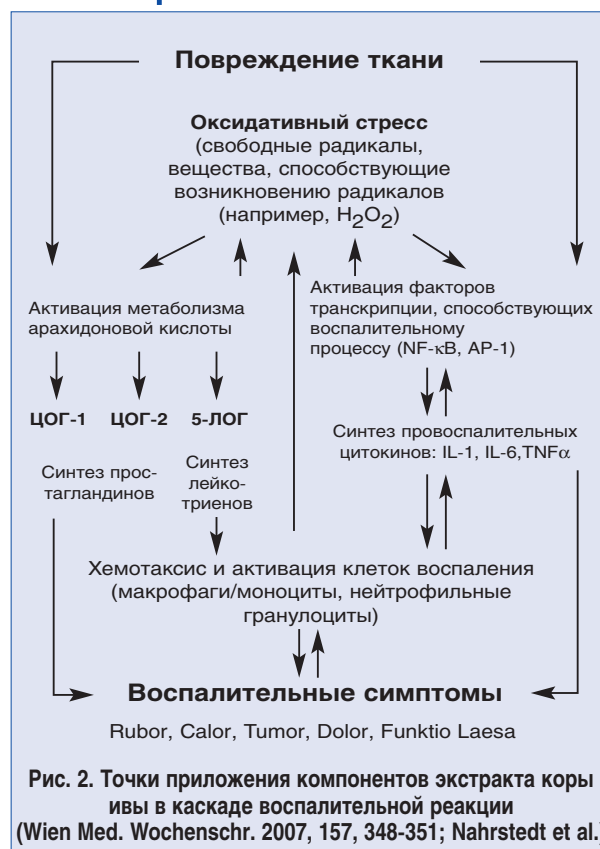 Повреждение ткани
Оксидативный стресс
(свободные радикалы,
вещества, способствующие
возникновению радикалов
(например, H2O2)
Активация метаболизма
арахидоновой кислоты
Активация факторов
транскрипции, способствующих
воспалительному
процессу (NF-κB, AP-1)
ЦОГ-1 ЦОГ-2 5-ЛОГ
Синтез прос-
тагландинов
Синтез
лейко-
триенов
Синтез провоспалительных
цитокинов: IL-1, IL-6,TNFα
Хемотаксис и активация клеток воспаления
(макрофаги/моноциты, нейтрофильные
гранулоциты)
Воспалительные симптомы
Rubor, Calor, Tumor, Dolor, Funktio Laesa
Рис. 2. Точки приложения компонентов экстракта коры
ивы в каскаде воспалительной реакции
(Wien Med. Wochenschr. 2007, 157, 348-351; Nahrstedt et al.)